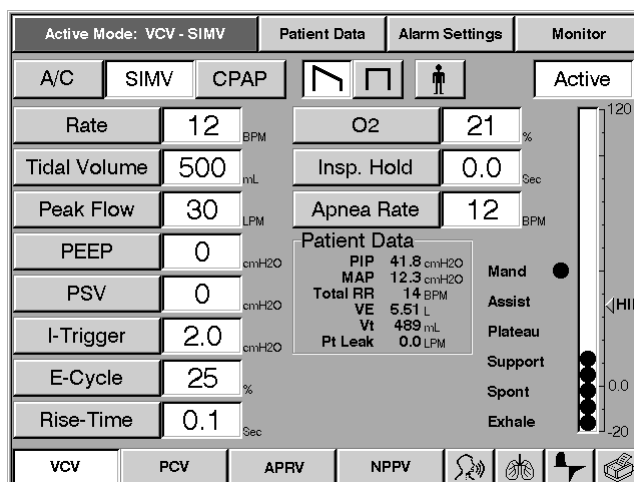 Active Mode: VCV - SIMV Patient Data Alarm Settings Monitor
A/C SIMV CPAP Active
Rate 12 BPM O2 21 %
Tidal Volume 500 mL Insp. Hold 0.0 Sec
Peak Flow 30 LPM Apnea Rate 12 BPM
PEEP 0 cmH2O
PSV 0 cmH2O
I-Trigger 2.0 cmH2O
E-Cycle 25 %
Rise-Time 0.1 Sec
Patient Data
PIP 41.8 cmH2O
MAP 12.3 cmH2O
Total RR 14 BPM
VE 5.51 L
Vt 489 mL
Pt Leak 0.0 LPM
Mand
Assist
Plateau
Support
Spont
Exhale
120
HI
0.0
-20
VCV PCV APRV NPPV